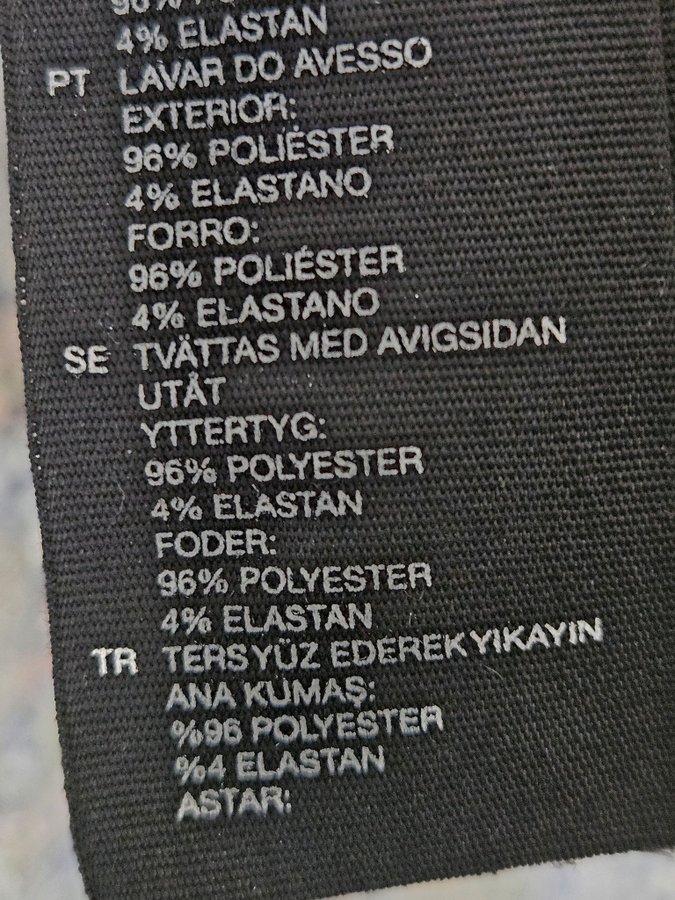 4% ELASTAN
PT LAVAR DO AVESSO
EXTERIOR:
96% POLIÉSTER
4% ELASTANO
FORRO:
96% POLIÉSTER
4% ELASTANO
SE TVÄTTAS MED AVIGSIDAN
UTÅT
YTTERTYG:
96% POLYESTER
4% ELASTAN
FODER:
96% POLYESTER
4% ELASTAN
TR TERS YÜZ EDEREK YIKAYIN
ANA KUMAŞ:
%96 POLYESTER
%4 ELASTAN
ASTAR: